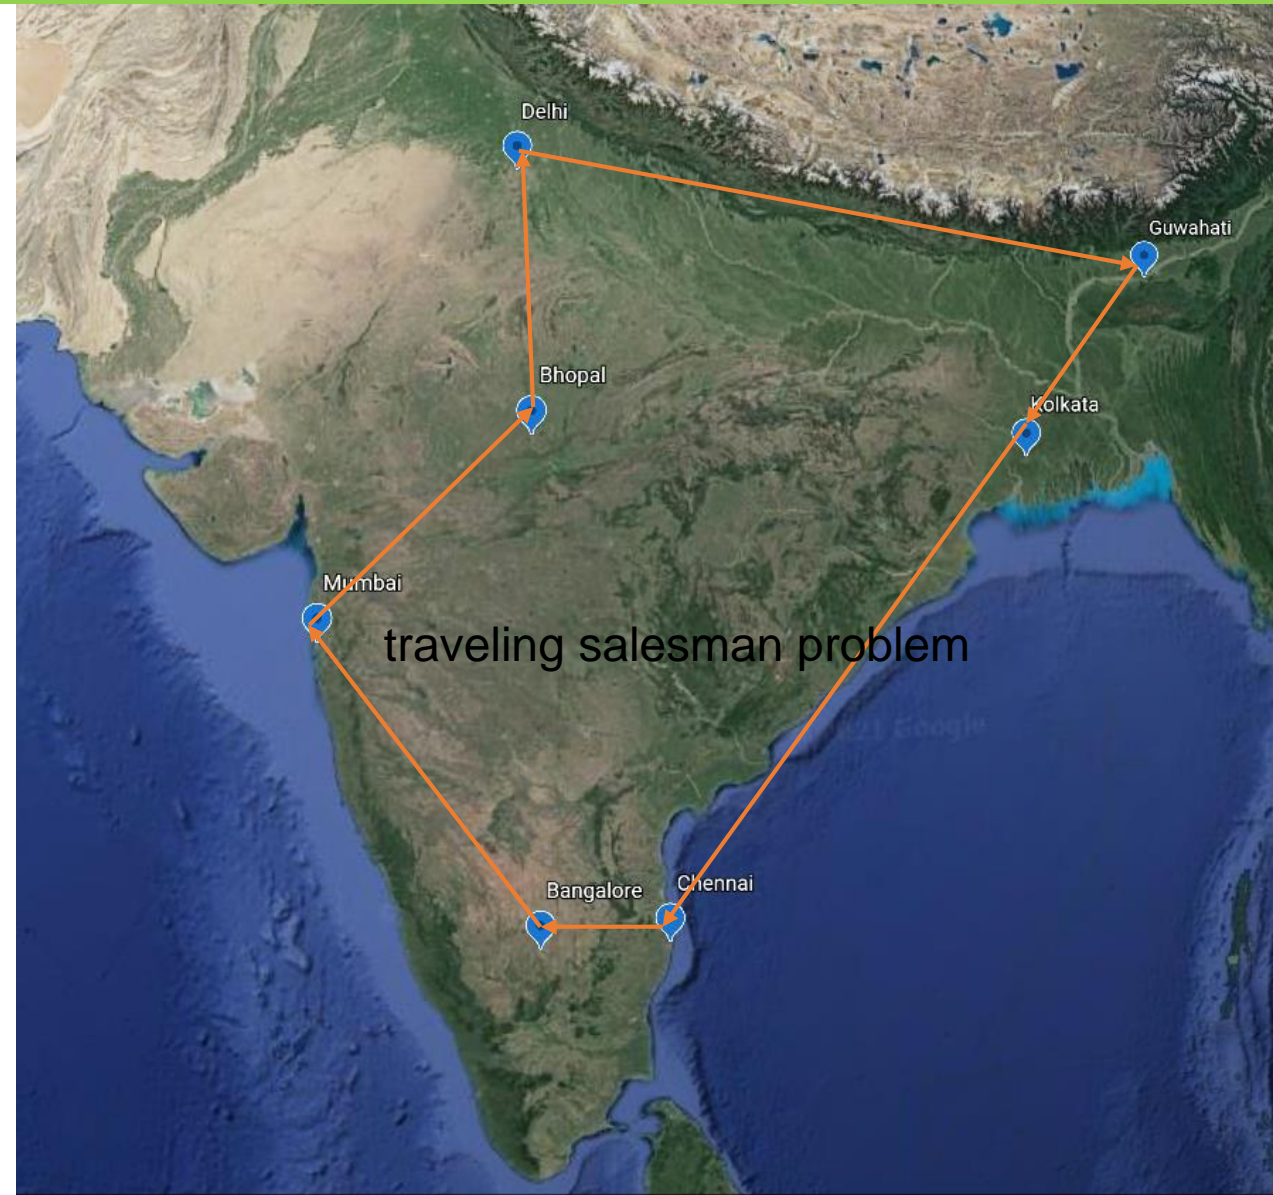 Delhi
Guwahati
Bhopal
Kolkata
Mumbai
traveling salesman problem
Bangalore
Chennai